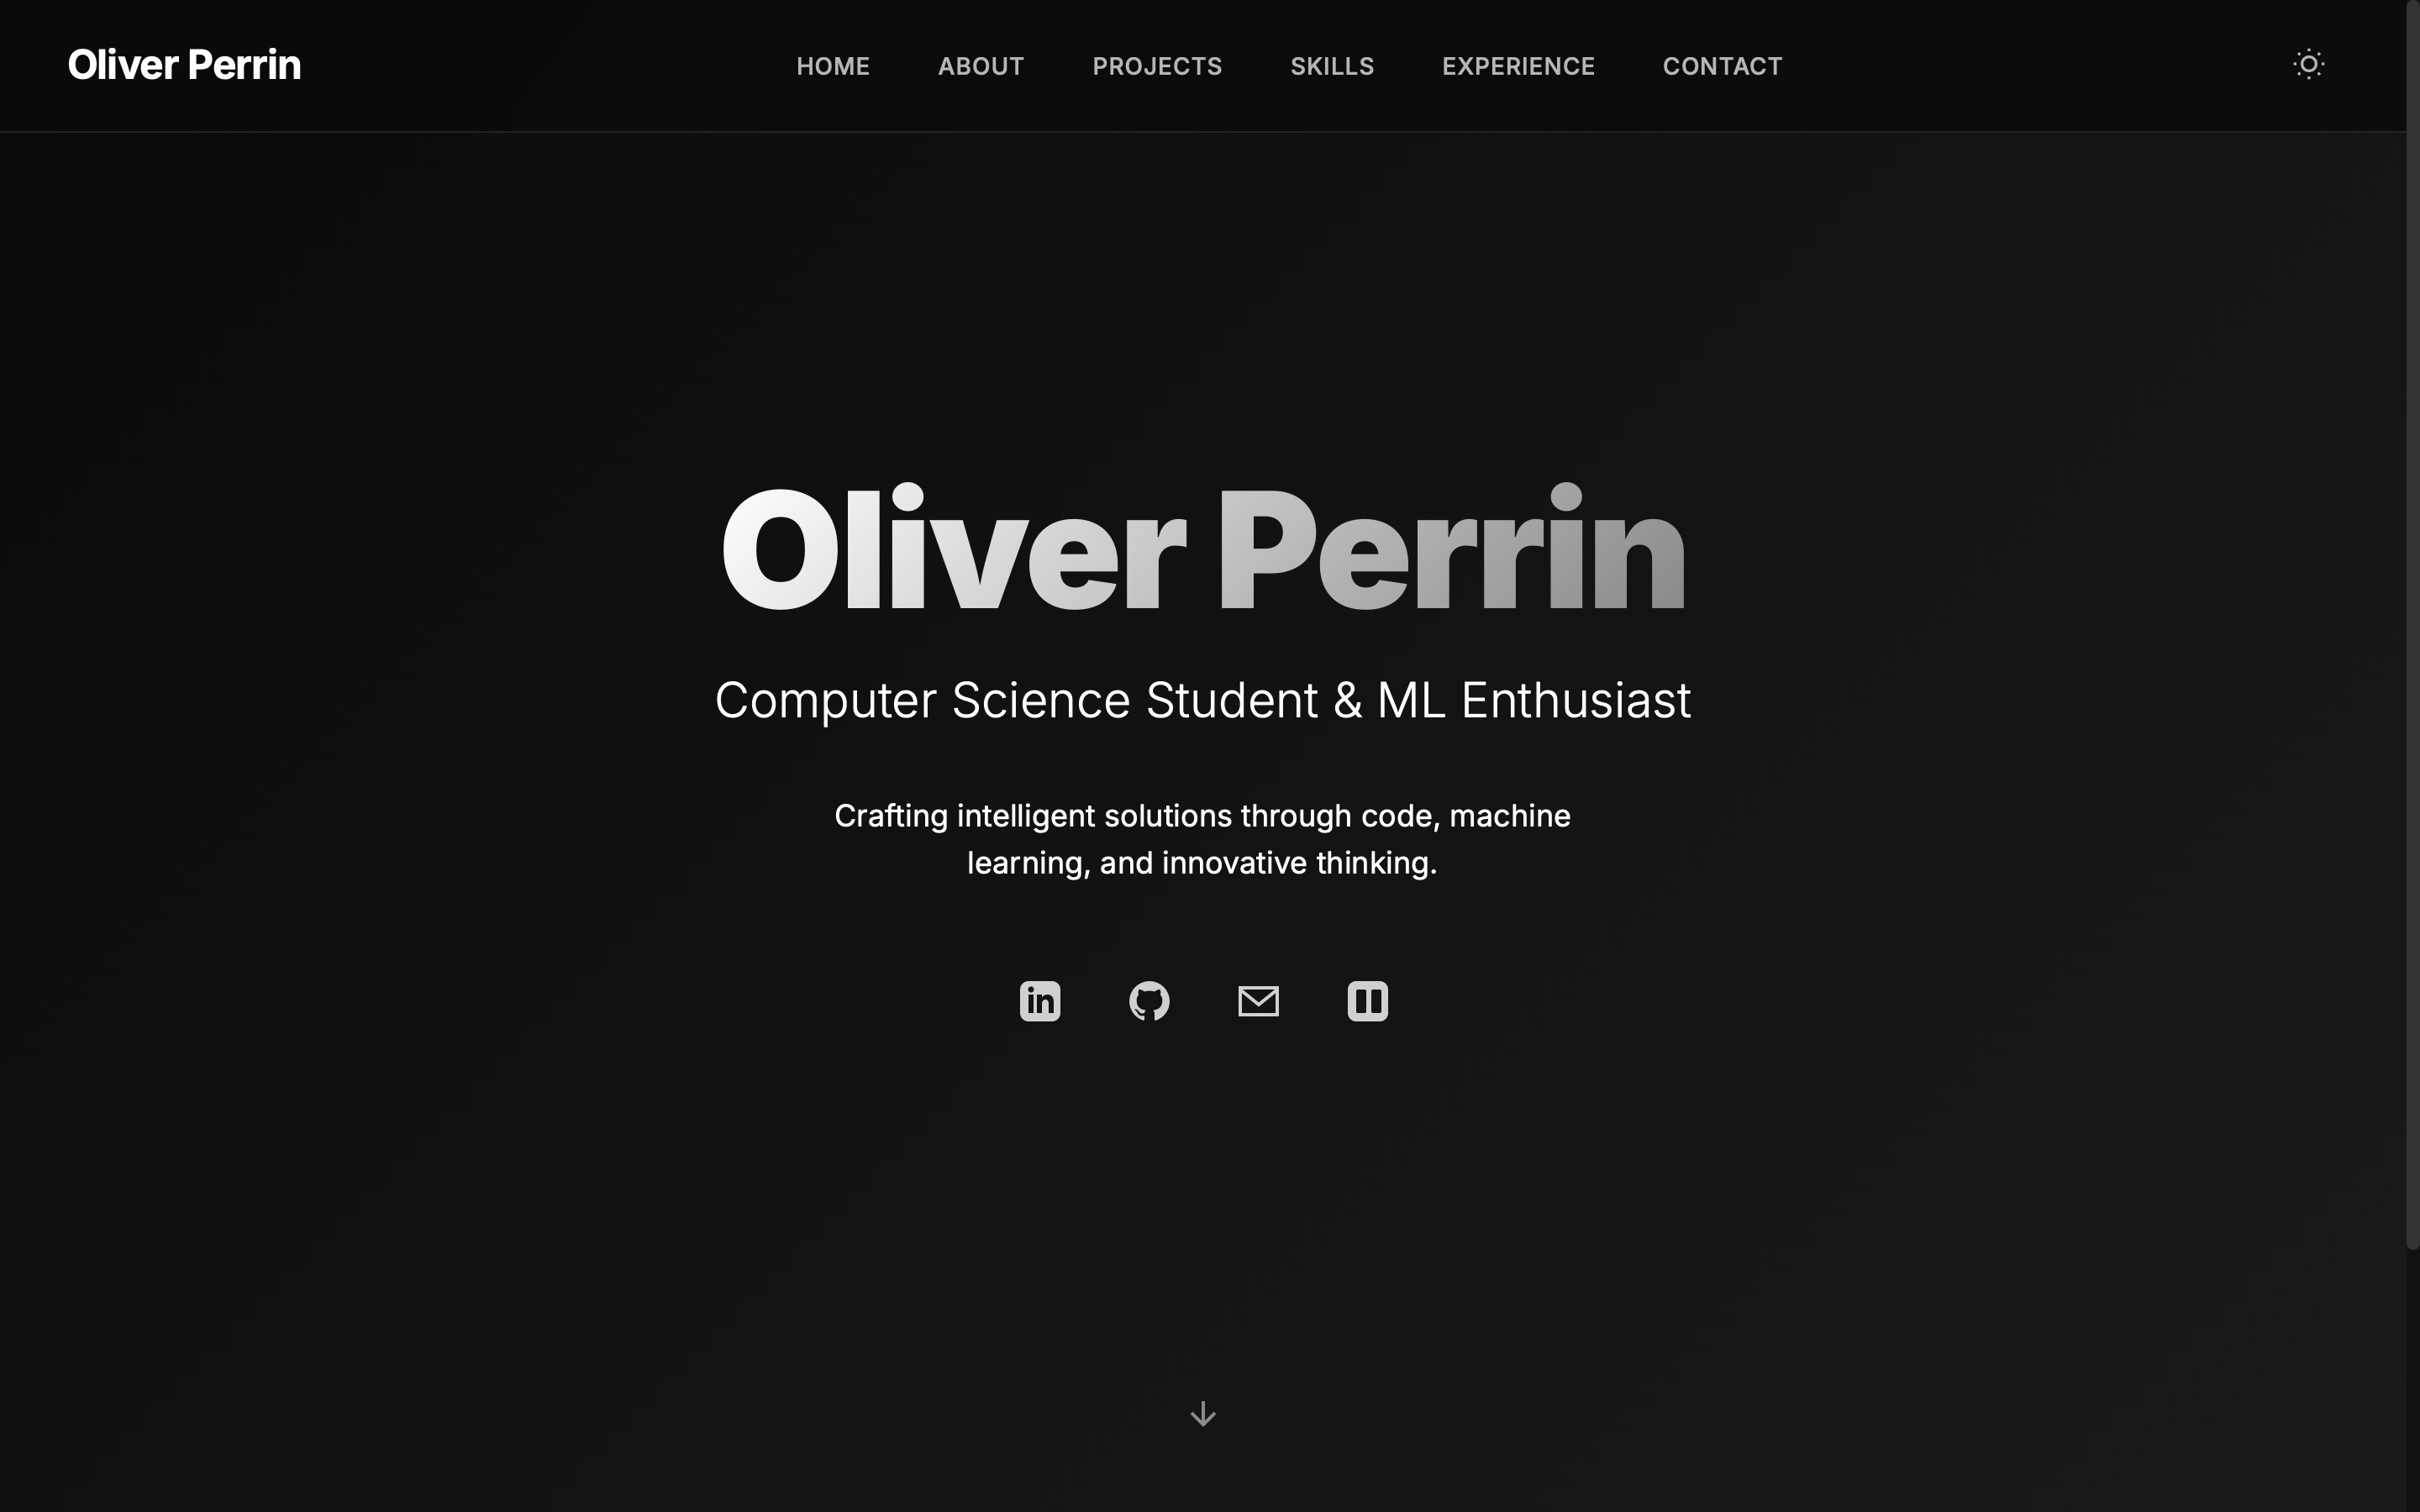 Oliver Perrin
HOME ABOUT PROJECTS SKILLS EXPERIENCE CONTACT
Oliver Perrin
Computer Science Student & ML Enthusiast
Crafting intelligent solutions through code, machine
learning, and innovative thinking.
in